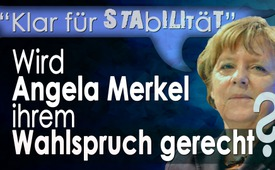 “Klar für STAbiLitäT”
Wird
Angela Merkel
ihrem
Wahlspruch gerecht
?